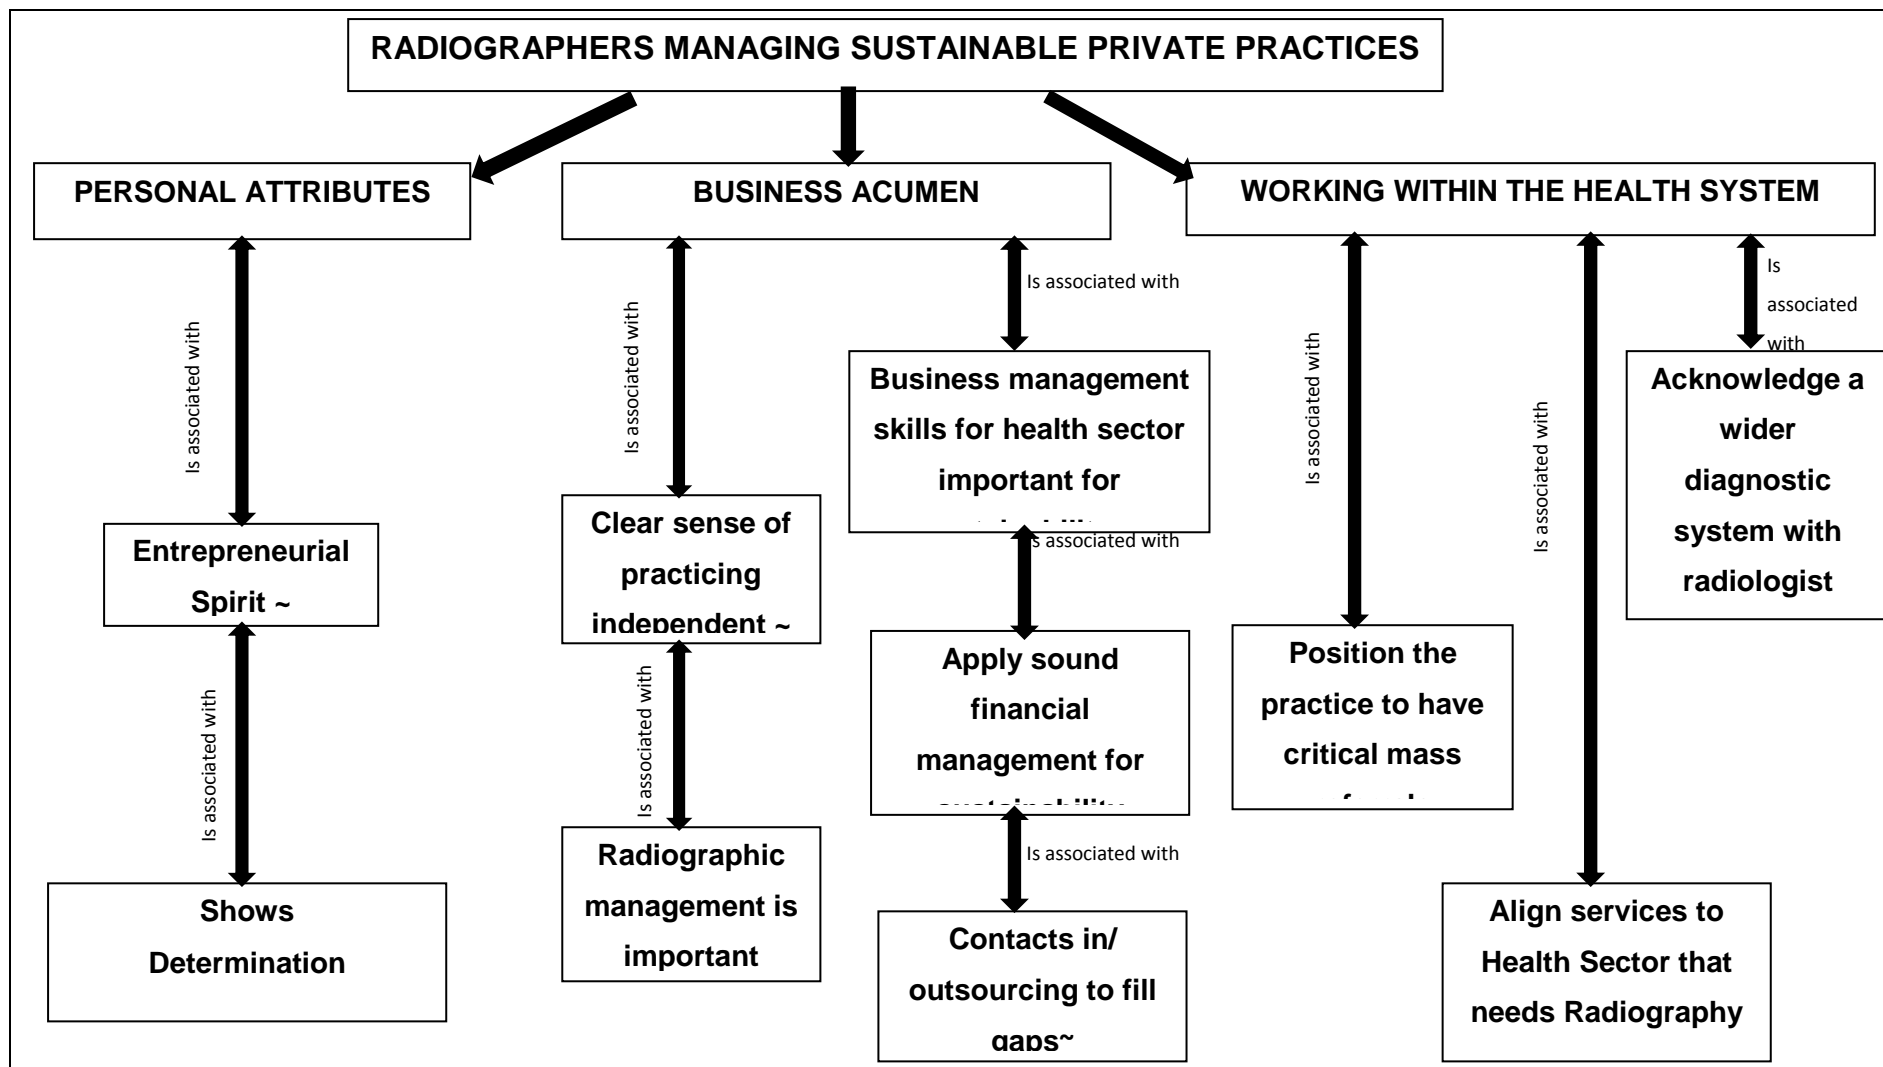 RADIOGRAPHERS MANAGING SUSTAINABLE PRIVATE PRACTICES
PERSONAL ATTRIBUTES
BUSINESS ACUMEN
WORKING WITHIN THE HEALTH SYSTEM
Is associated with
Entrepreneurial
Spirit ~
Is associated with
Shows
Determination
Is associated with
Clear sense of
practicing
independent ~
Is associated with
Radiographic
management is
important
Is associated with
Business management
skills for health sector
important for
Is associated with
Apply sound
financial
management for
sustainability
Is associated with
Contacts in/
outsourcing to fill
gaps~
Is associated with
Position the
practice to have
critical mass
Is associated with
Align services to
Health Sector that
needs Radiography
Is
associated
with
Acknowledge a
wider
diagnostic
system with
radiologist